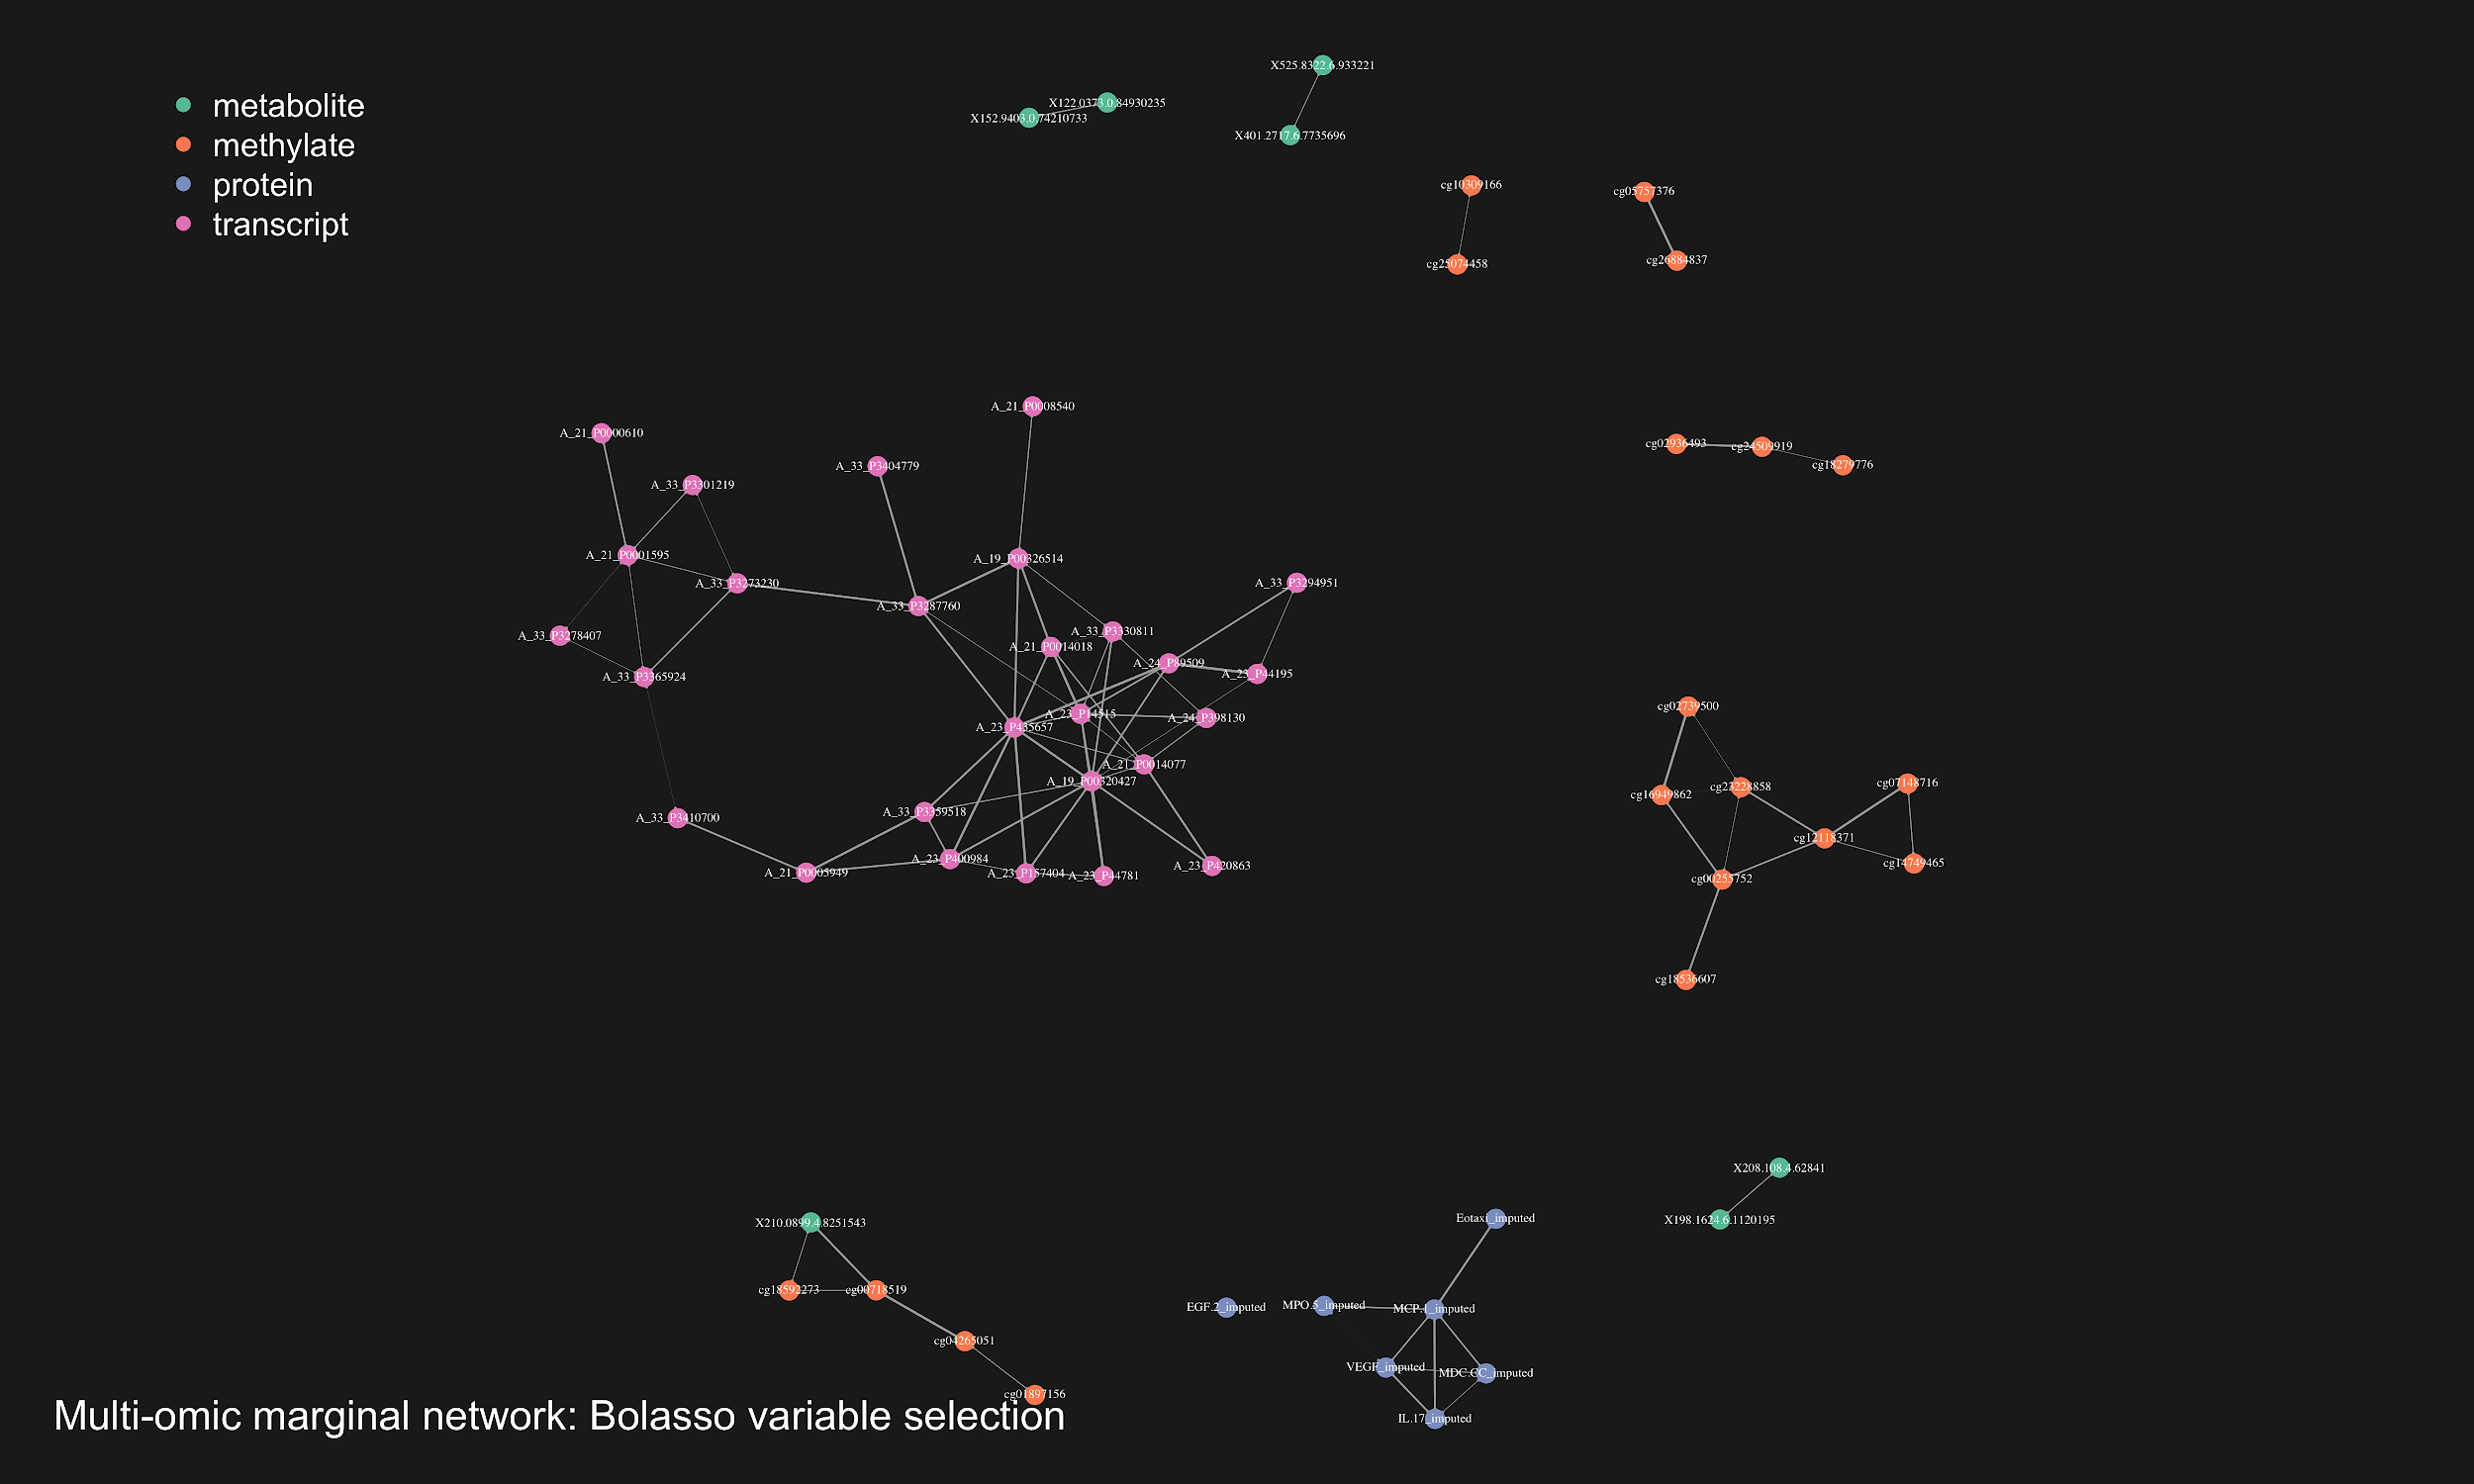 X525.8322.6.933221
metabolite
X122.0373.0.84930235
X152.9403.0.74210733
X401.2717.6.7735696
methylate
protein
cg10309166
cg05757376
transcript
cg25074458
cg26884837
A_21_P0008540
A_21_P0000610
cg02936493
cg24509919
A_33_P3404779
cg18279776
A_33_P3301219
A_21_P0001595
A_19_P00326514
A_33_P3273230
A_33_P3294951
A_33_P3287760
A_33_P3330811
A_33_P3278407
A_21_P0014018
A_24_P89509
A_23_P44195
A_33_P3365924
cg02739500
A_23_P14515
A_24_P398130
A_23_P435657
A_21_P0014077
A_19_P00320427
cg07148716
cg23228858
cg16949862
A_33_P3359518
A_33_P3410700
cg12118371
A_23_P400984
cg14749465
A_23_P420863
A_21_P0005949
A_23_P157404
A_23_P44781
cg00255752
cg18536607
X208.108.4.62841
X210.0899.4.8251543
Eotaxi_imputed
X198.1624.6.1120195
cg18592273
cg00718519
EGF.2_imputed
MPO.5_imputed
MCP.1_imputed
cg04265051
VEGF_imputed
MDC.CC_imputed
cg01897156
Multi-omic marginal network: Bolasso variable selection
IL.17_imputed